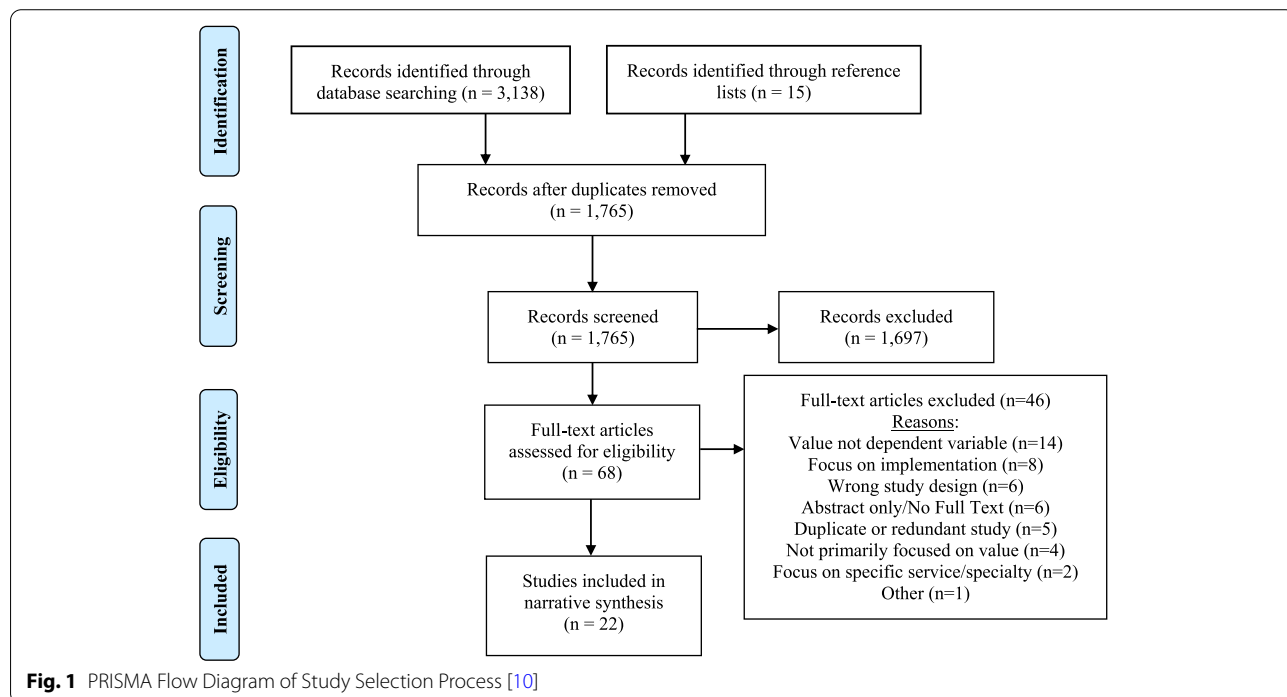 Identification
Records identified through
database searching (n = 3,138)
Records identified through reference
lists (n = 15)
Records after duplicates removed
(n = 1,765)
Screening
Records screened
(n = 1,765)
Records excluded
(n = 1,697)
Eligibility
Full-text articles
assessed for eligibility
(n = 68)
Full-text articles excluded (n=46)
Reasons:
Value not dependent variable (n=14)
Focus on implementation (n=8)
Wrong study design (n=6)
Abstract only/No Full Text (n=6)
Duplicate or redundant study (n=5)
Not primarily focused on value (n=4)
Focus on specific service/specialty (n=2)
Other (n=1)
Included
Studies included in
narrative synthesis
(n = 22)
Fig. 1 PRISMA Flow Diagram of Study Selection Process [10]